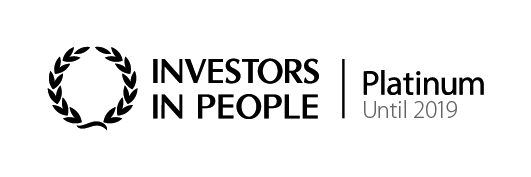 INVESTORS
IN PEOPLE
Platinum
Until 2019